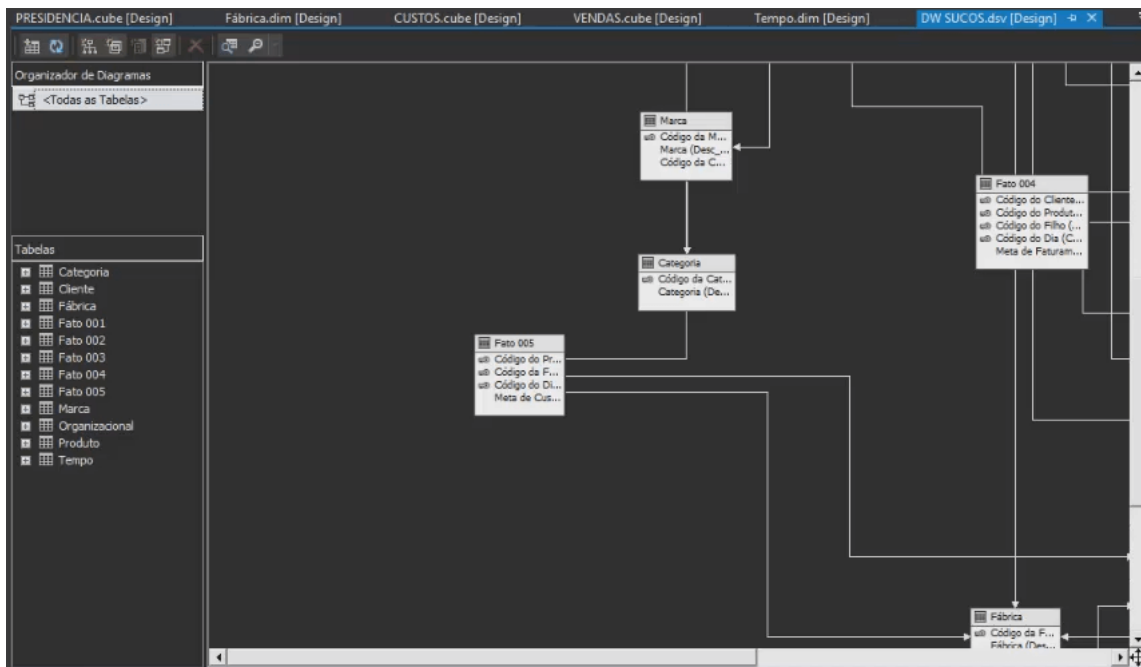 PRESIDENCIA.cube [Design] Fábrica.dim [Design] CUSTOS.cube [Design] VENDAS.cube [Design] Tempo.dim [Design] DW SUCOS.dsv [Design]
Organizador de Diagramas
<Todas as Tabelas>
Tabelas
Categoria
Cliente
Fábrica
Fato 001
Fato 002
Fato 003
Fato 004
Fato 005
Marca
Organizacional
Produto
Tempo
Marca
Código da M...
Marca (Desc_...
Código da C...
Fato 004
Código do Cliente...
Código do Produt...
Código do Filho (...
Código do Dia (C...
Meta de Faturam...
Categoria
Código da Cat...
Categoria (De...
Fato 005
Código do Pr...
Código da F...
Código do Di...
Meta de Cus...
Fábrica
Código da F...
Fábrica (Des...